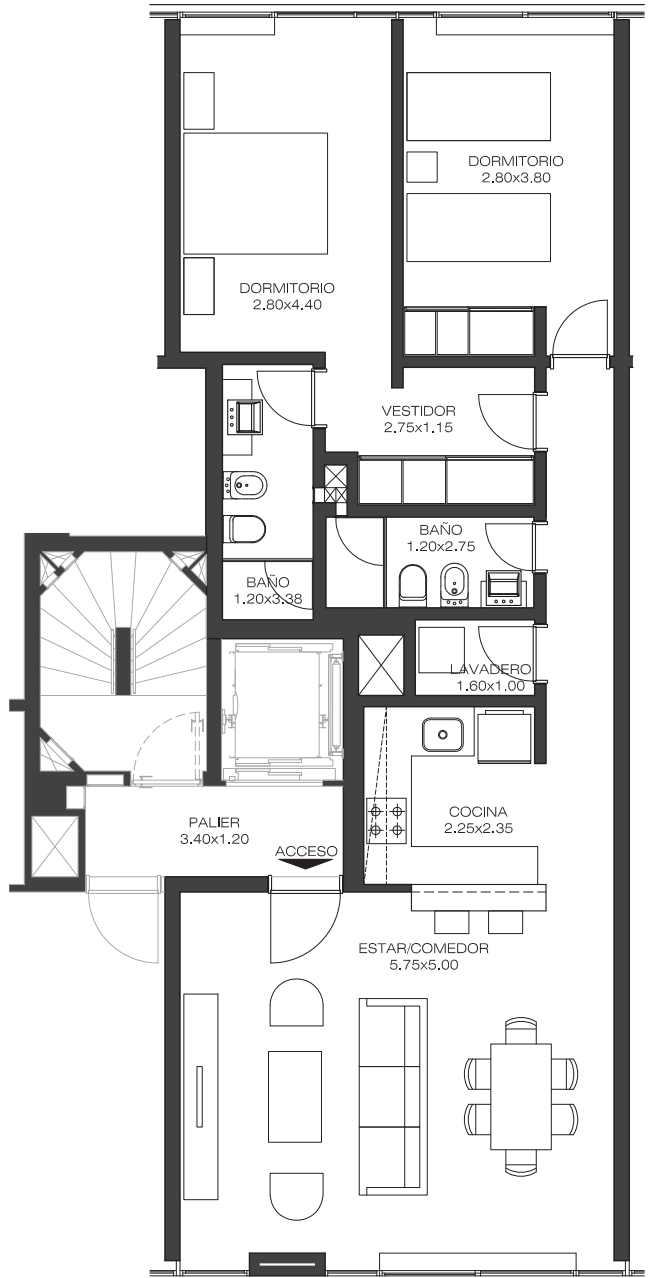 DORMITORIO
2.80x3.80
DORMITORIO
2.80x4.40
VESTIDOR
2.75x1.15
BAÑO
1.20x2.75
BAÑO
1.20x3.38
LAVADERO
1.60x1.00
COCINA
2.25x2.35
PALIER
3.40x1.20
ACCESO
ESTAR/COMEDOR
5.75x5.00